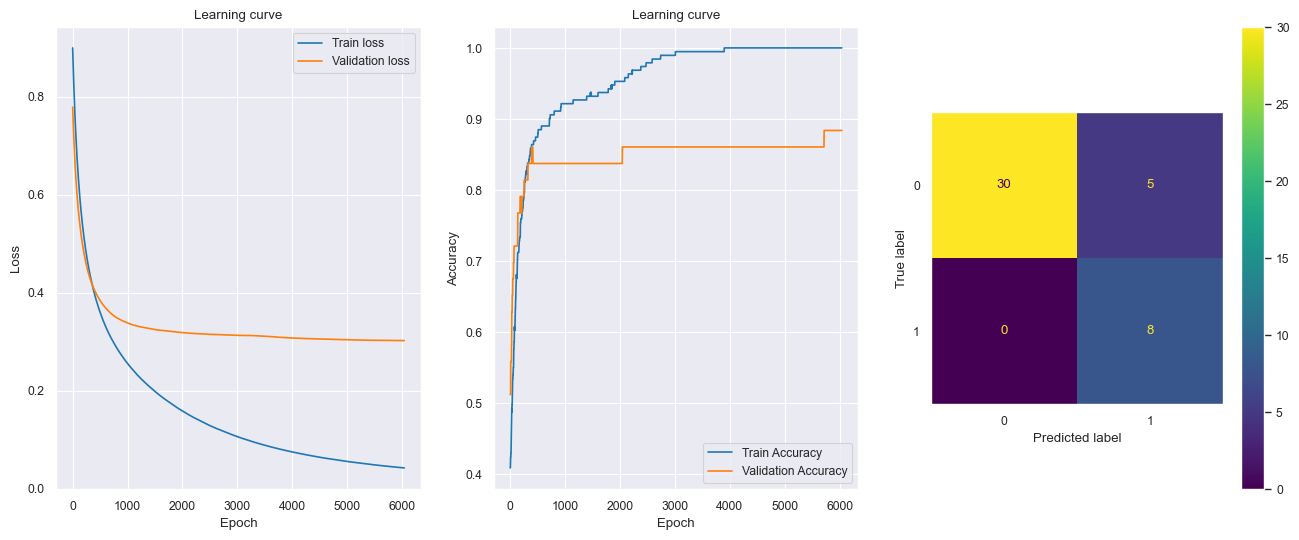 Learning curve
Train loss
Validation loss
0.8
0.6
0.4
0.2
0.0
Loss
0 1000 2000 3000 4000 5000 6000
Epoch
Learning curve
1.0
0.9
0.8
0.7
0.6
0.5
0.4
Accuracy
Train Accuracy
Validation Accuracy
0 1000 2000 3000 4000 5000 6000
Epoch
0 30 5
1 0 8
True label
0 1
Predicted label
30
25
20
15
10
5
0